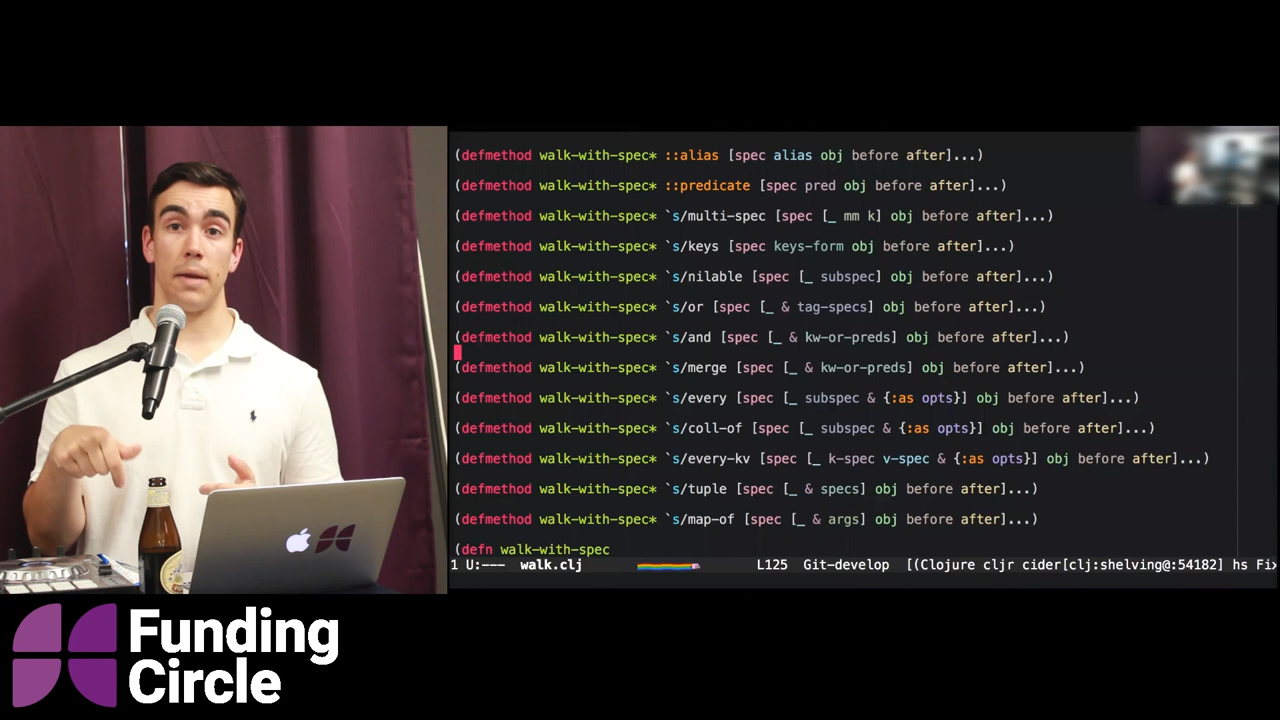 (defmethod walk-with-spec* ::alias [spec alias obj before after]...)
(defmethod walk-with-spec* ::predicate [spec pred obj before after]...)
(defmethod walk-with-spec* `s/multi-spec [spec [_ mm k] obj before after]...)
(defmethod walk-with-spec* `s/keys [spec keys-form obj before after]...)
(defmethod walk-with-spec* `s/nilable [spec [_ subspec] obj before after]...)
(defmethod walk-with-spec* `s/or [spec [_ & tag-specs] obj before after]...)
(defmethod walk-with-spec* `s/and [spec [_ & kw-or-preds] obj before after]...)
(defmethod walk-with-spec* `s/merge [spec [_ & kw-or-preds] obj before after]...)
(defmethod walk-with-spec* `s/every [spec [_ subspec & {:as opts}] obj before after]...)
(defmethod walk-with-spec* `s/coll-of [spec [_ subspec & {:as opts}] obj before after]...)
(defmethod walk-with-spec* `s/every-kv [spec [_ k-spec v-spec & {:as opts}] obj before after]...)
(defmethod walk-with-spec* `s/tuple [spec [_ & specs] obj before after]...)
(defmethod walk-with-spec* `s/map-of [spec [_ & args] obj before after]...)
(defn walk-with-spec
1 U:--- walk.clj L125 Git-develop [(Clojure cljr cider[clj:shelving@:54182] hs Fix
Funding
Circle